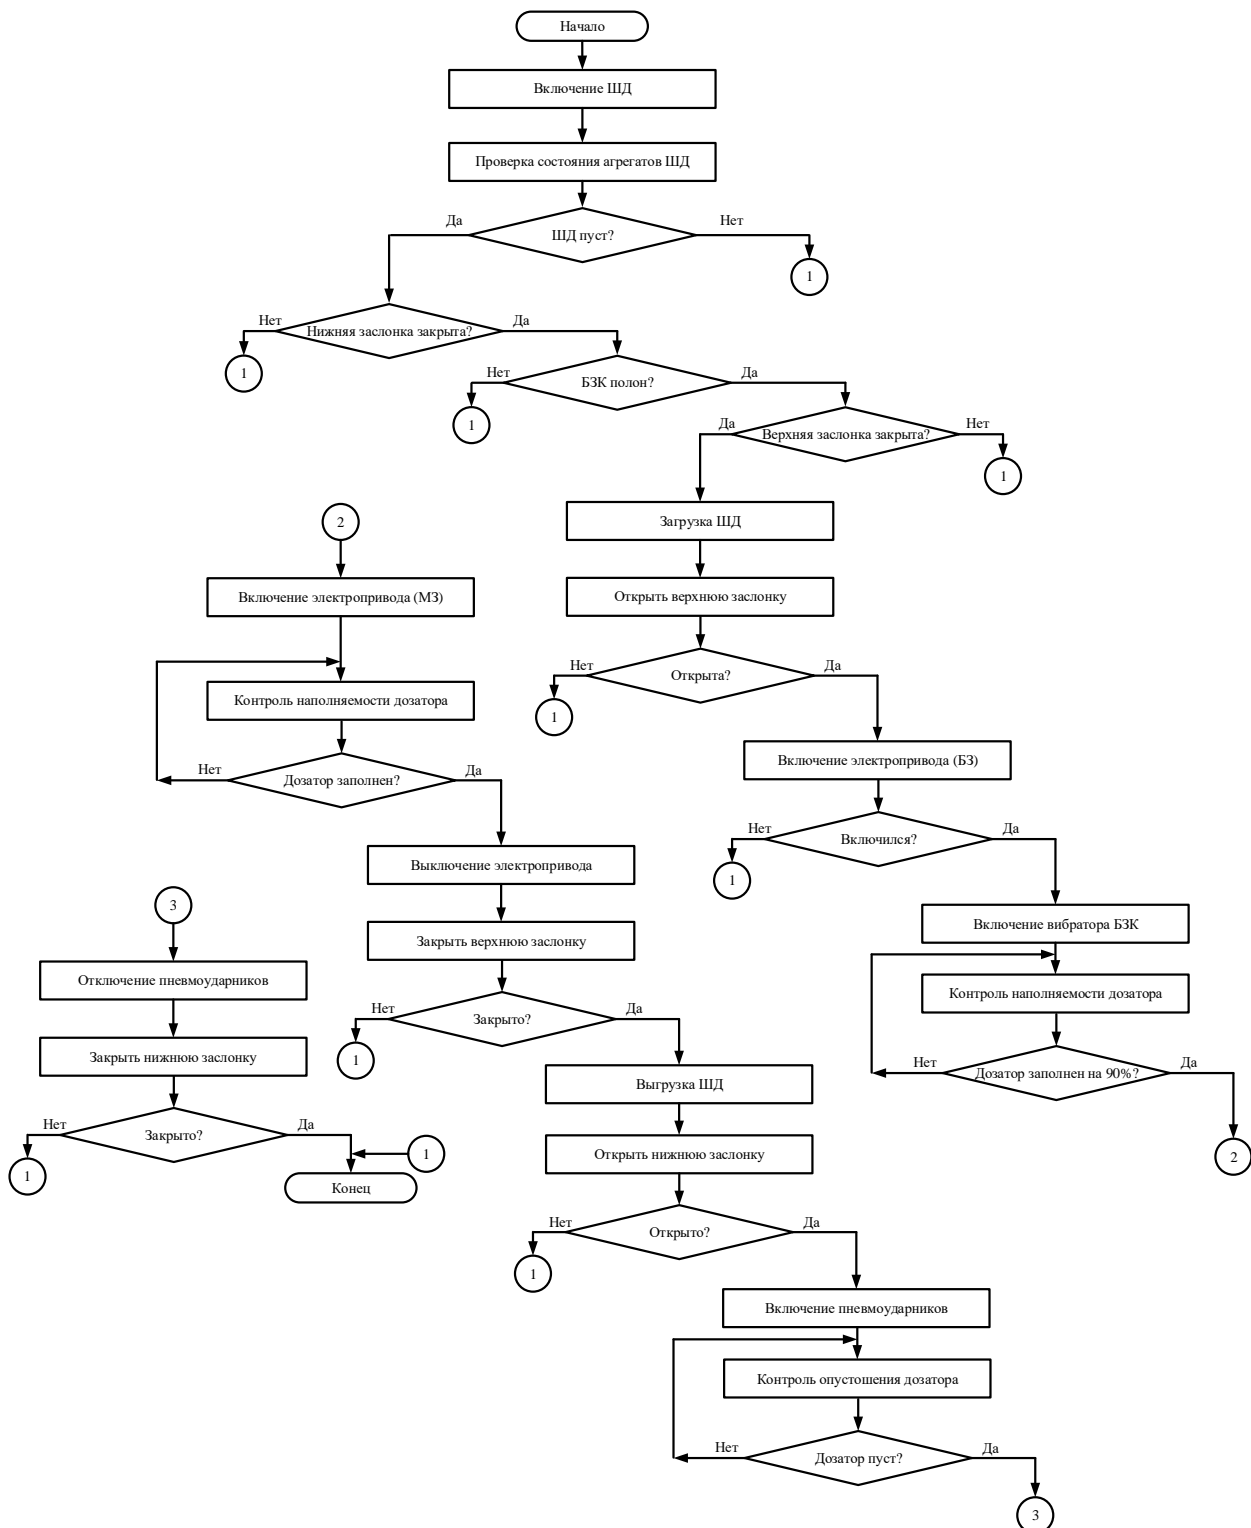 Начало
Включение ШД
Проверка состояния агрегатов ШД
Да
Нет
ШД пуст?
1
Нет
Да
Нижняя заслонка закрыта?
1
Нет
Да
БЗК полон?
1
Да
Нет
Верхняя заслонка закрыта?
1
Загрузка ШД
Открыть верхнюю заслонку
Нет
Да
Открыта?
1
Включение электропривода (БЗ)
Нет
Да
Включился?
1
Включение вибратора БЗК
Контроль наполняемости дозатора
Нет
Да
Дозатор заполнен на 90%?
2
2
Включение электропривода (МЗ)
Контроль наполняемости дозатора
Нет
Да
Дозатор заполнен?
Выключение электропривода
Закрыть верхнюю заслонку
Нет
Да
Закрыто?
1
Выгрузка ШД
Открыть нижнюю заслонку
Нет
Да
Открыто?
1
Включение пневмоударников
Контроль опустошения дозатора
Нет
Да
Дозатор пуст?
3
3
Отключение пневмоударников
Закрыть нижнюю заслонку
Нет
Да
Закрыто?
1
1
Конец